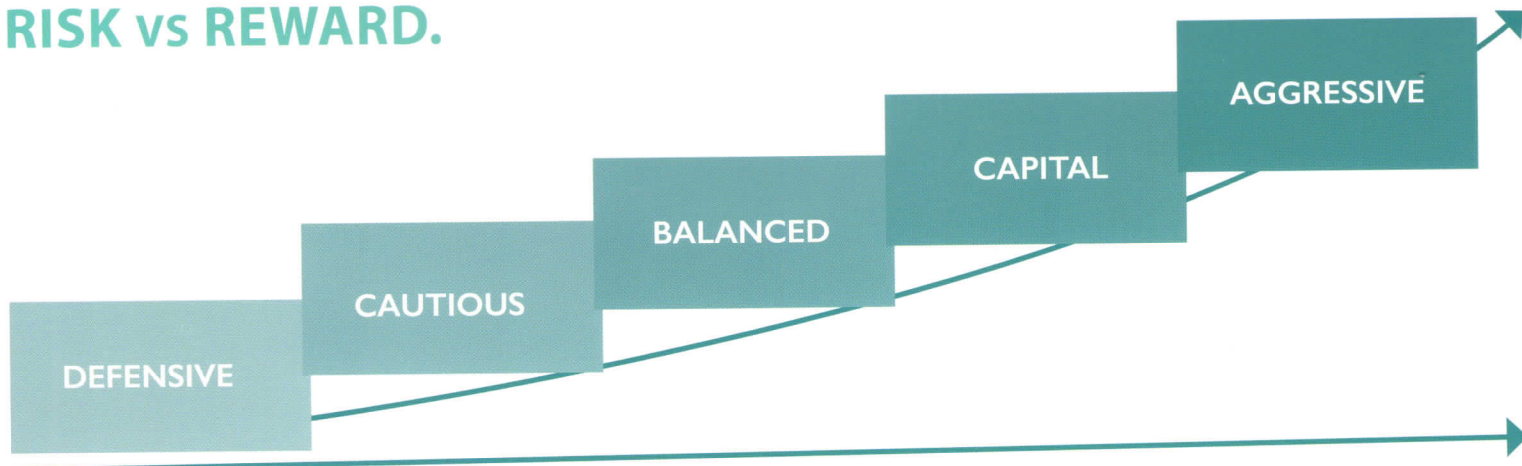 RISK VS REWARD.
AGGRESSIVE
CAPITAL
BALANCED
CAUTIOUS
DEFENSIVE